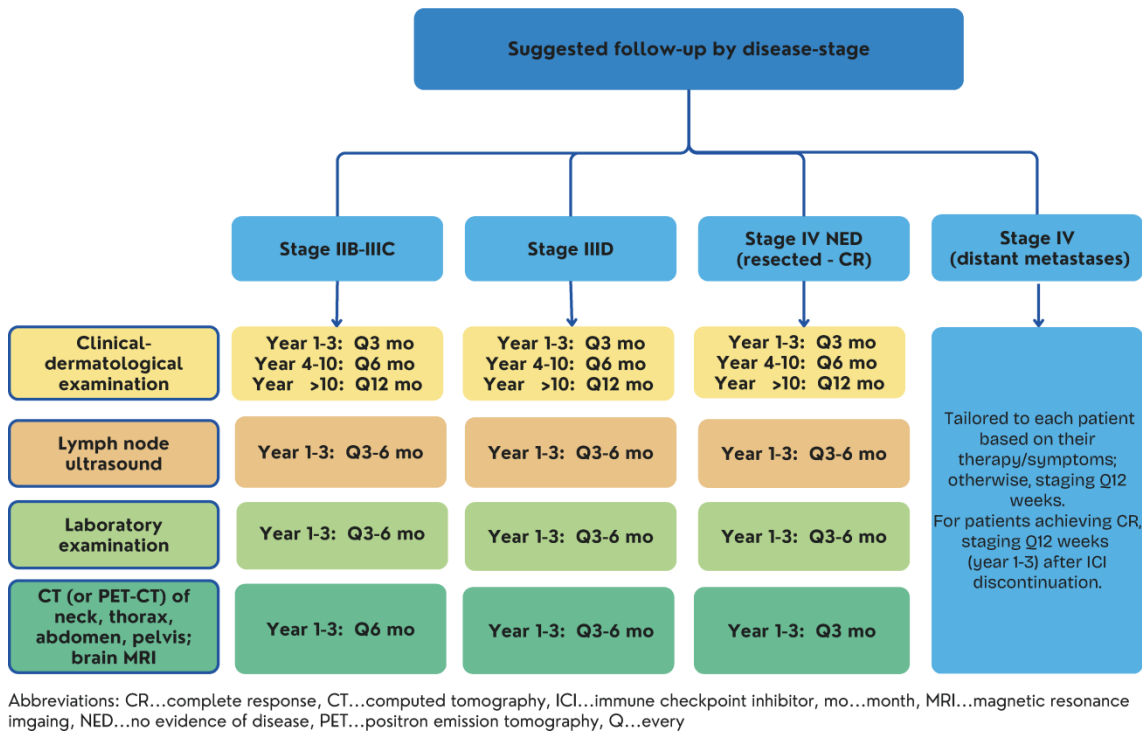 Suggested follow-up by disease-stage
Stage IIB-IIIC
Stage IIID
Stage IV NED
(resected - CR)
Stage IV
(distant metastases)
Clinical-
dermatological
examination
Year 1-3: Q3 mo
Year 4-10: Q6 mo
Year >10: Q12 mo
Year 1-3: Q3 mo
Year 4-10: Q6 mo
Year >10: Q12 mo
Year 1-3: Q3 mo
Year 4-10: Q6 mo
Year >10: Q12 mo
Lymph node
ultrasound
Year 1-3: Q3-6 mo
Year 1-3: Q3-6 mo
Year 1-3: Q3-6 mo
Laboratory
examination
Year 1-3: Q3-6 mo
Year 1-3: Q3-6 mo
Year 1-3: Q3-6 mo
CT (or PET-CT) of
neck, thorax,
abdomen, pelvis;
brain MRI
Year 1-3: Q6 mo
Year 1-3: Q3-6 mo
Year 1-3: Q3 mo
Tailored to each patient
based on their
therapy/symptoms;
otherwise, staging Q12
weeks.
For patients achieving CR,
staging Q12 weeks
(year 1-3) after ICI
discontinuation.
Abbreviations: CR...complete response, CT...computed tomography, ICI...immune checkpoint inhibitor, mo...month, MRI...magnetic resonance
imgaing, NED...no evidence of disease, PET...positron emission tomography, Q...every